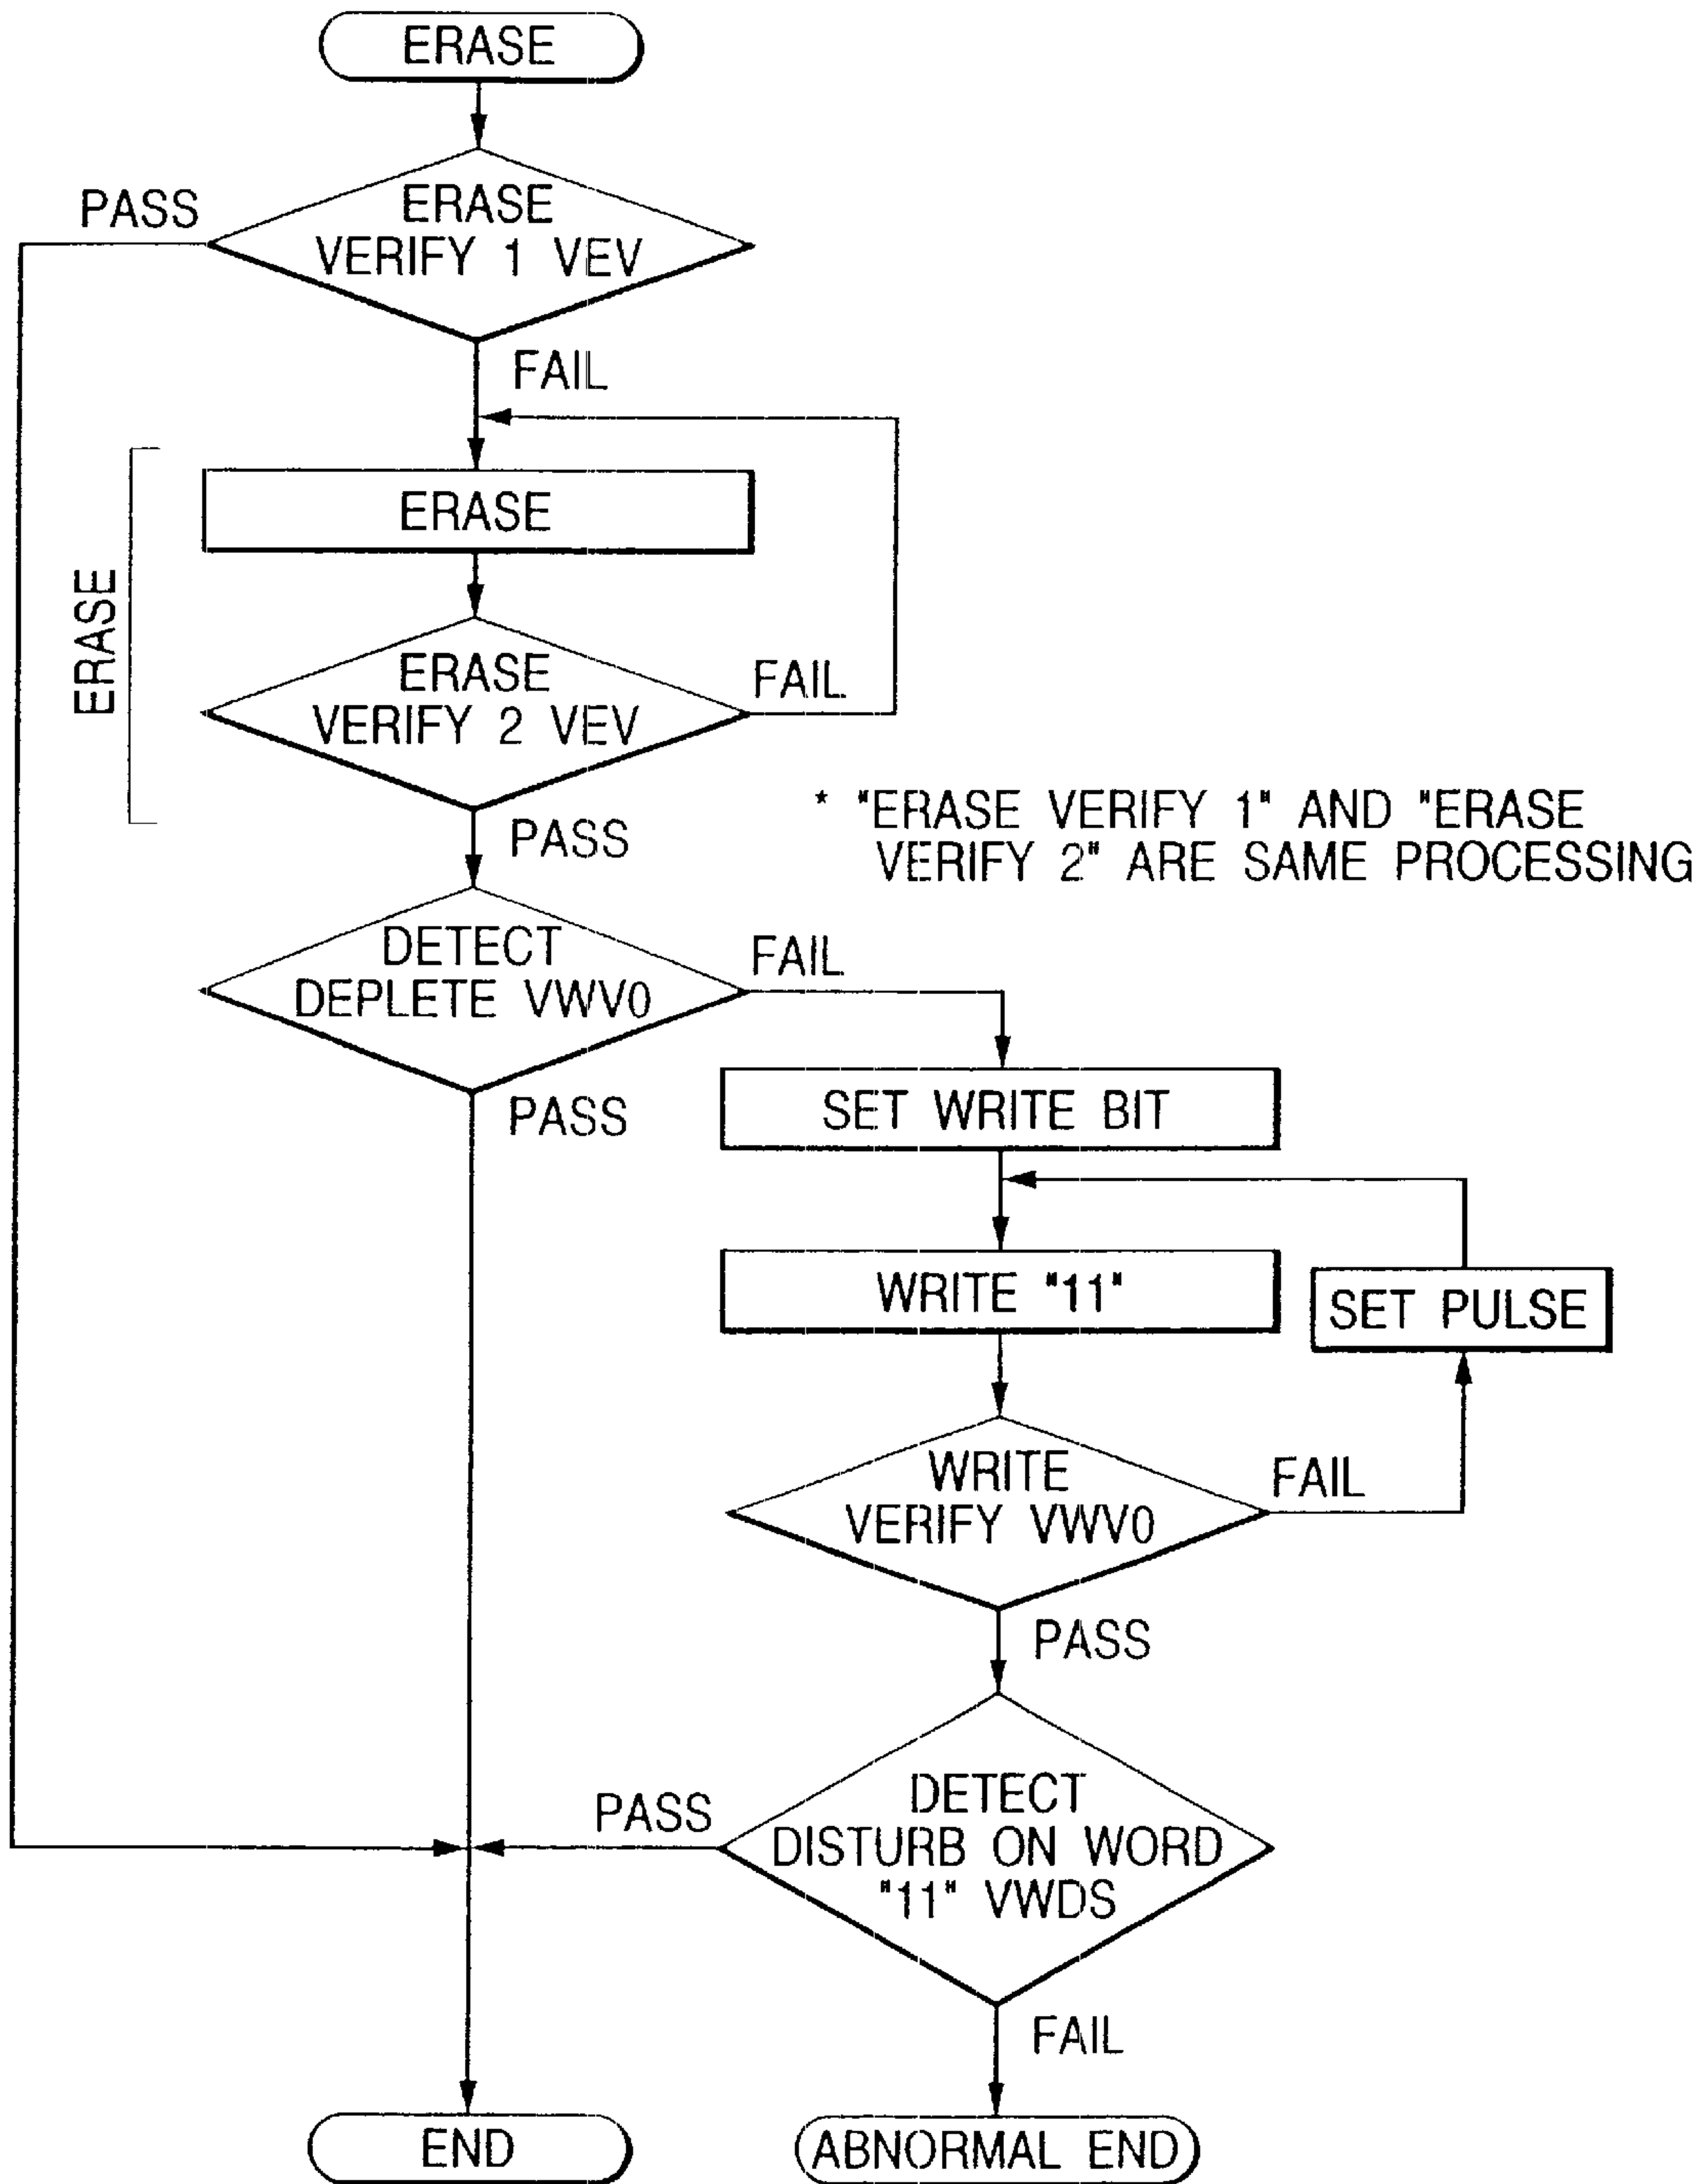 ERASE
ERASE
VERIFY 1 VEV
PASS
FAIL
ERASE
ERASE
ERASE
VERIFY 2 VEV
FAIL
PASS
* "ERASE VERIFY 1" AND "ERASE
VERIFY 2" ARE SAME PROCESSING
DETECT
DEPLETE VWV0
FAIL
PASS
SET WRITE BIT
WRITE "11"
SET PULSE
WRITE
VERIFY VWV0
FAIL
PASS
DETECT
DISTURB ON WORD
"11" VWDS
PASS
FAIL
END
ABNORMAL END